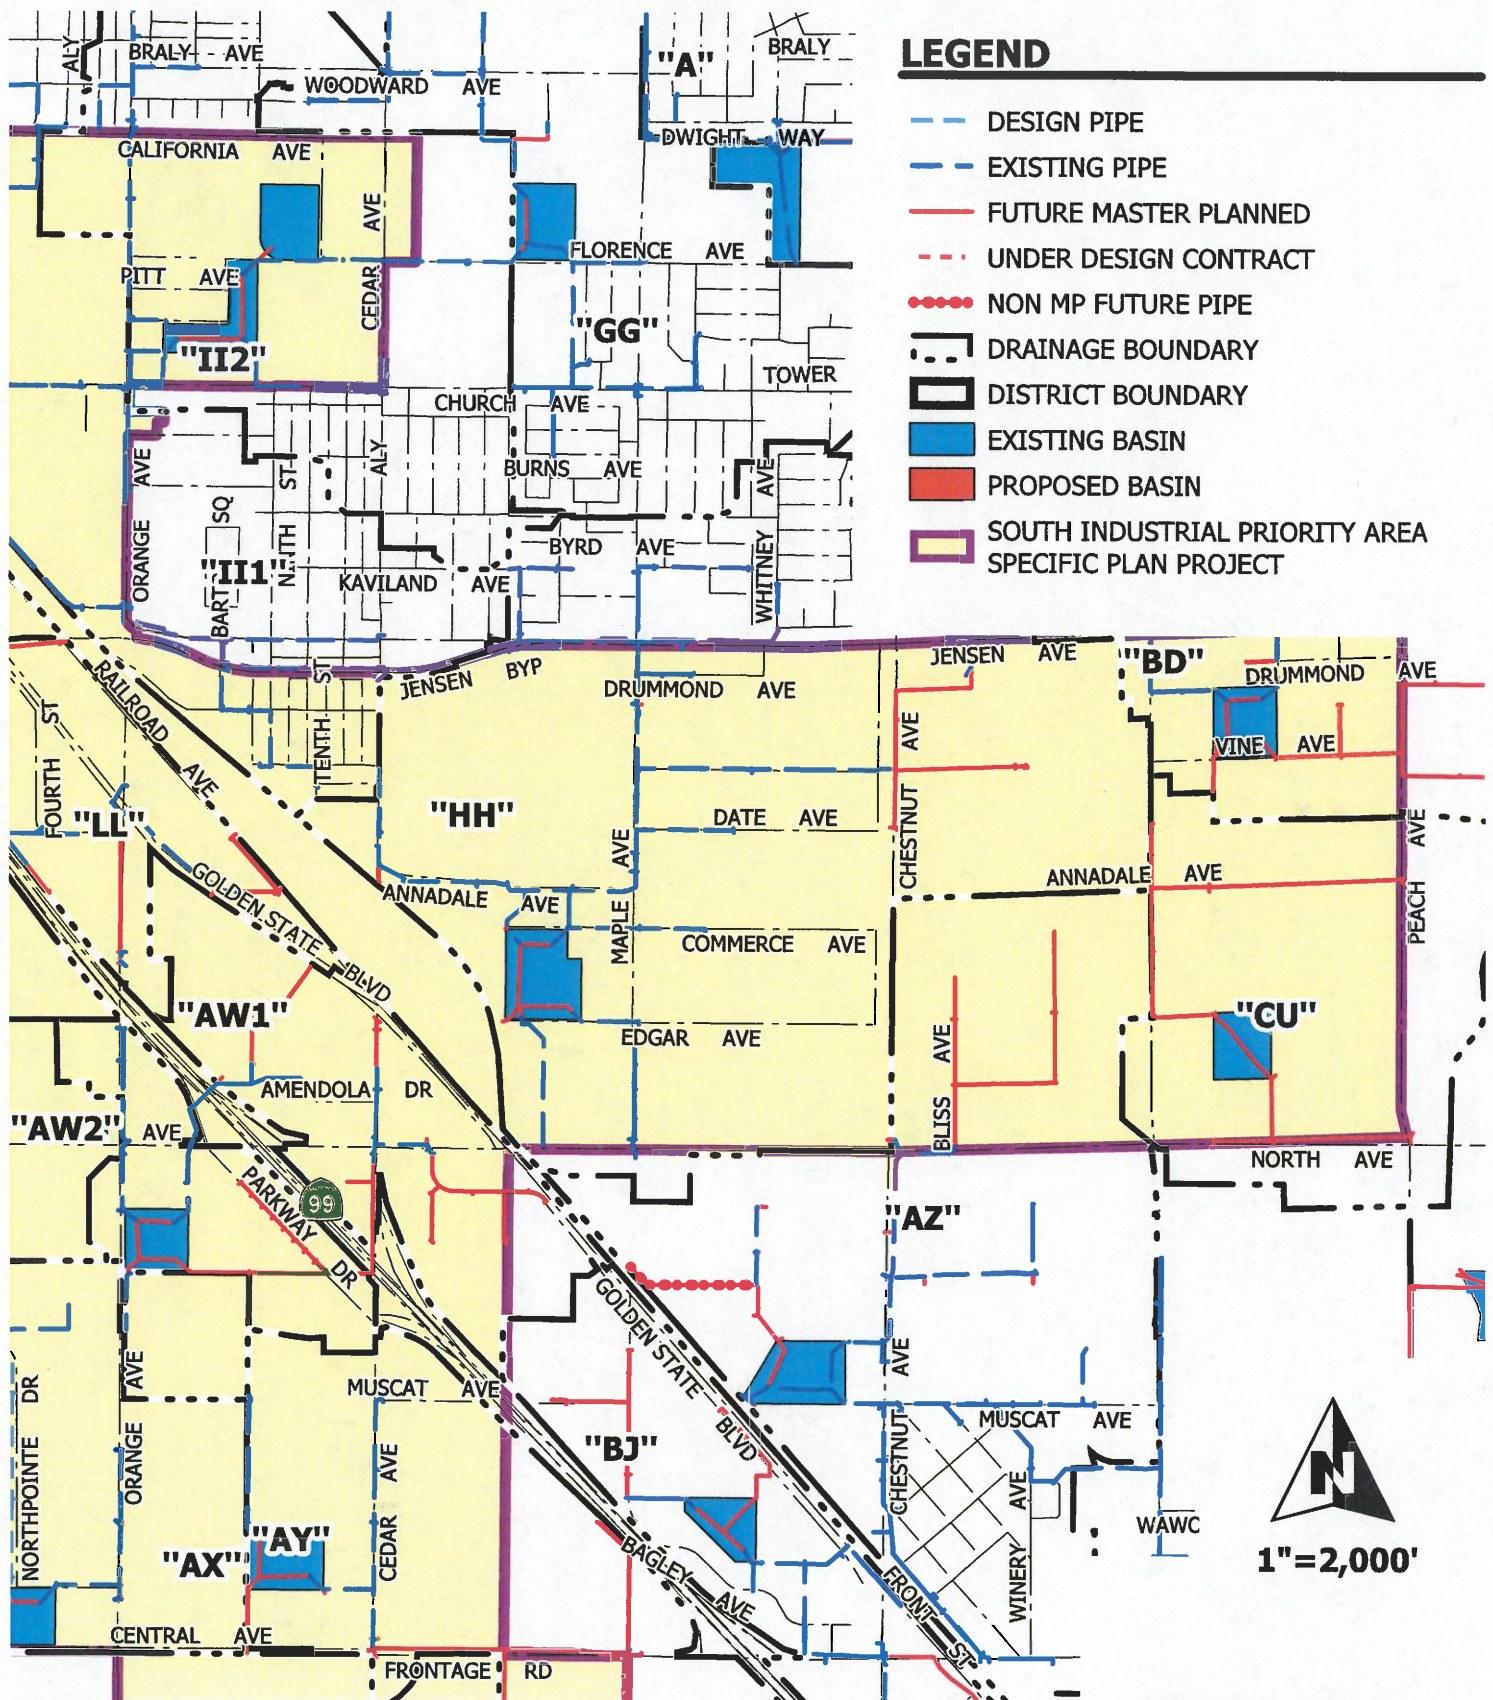 LEGEND
DESIGN PIPE
EXISTING PIPE
FUTURE MASTER PLANNED
UNDER DESIGN CONTRACT
NON MP FUTURE PIPE
DRAINAGE BOUNDARY
DISTRICT BOUNDARY
EXISTING BASIN
PROPOSED BASIN
SOUTH INDUSTRIAL PRIORITY AREA
SPECIFIC PLAN PROJECT
ALY
BRALY AVE
"A"
BRALY
WOODWARD AVE
DWIGHT WAY
CALIFORNIA AVE
CEDAR AVE
FLORENCE AVE
PITT AVE
"GG"
"II2"
TOWER
CHURCH AVE
ORANGE AVE
ST
ALY
BURNS AVE
AVE
BART SQ
"II1"
NINTH
BYRD AVE
KAVILAND AVE
WHITNEY
JENSEN BYP
JENSEN AVE
"BD"
DRUMMOND AVE
DRUMMOND AVE
RAILROAD AVE
FOURTH ST
TENTH ST
CHESTNUT AVE
VINE AVE
"LL"
"HH"
DATE AVE
PEACH AVE
MAPLE AVE
GOLDEN STATE BLVD
ANNADALE AVE
ANNADALE AVE
COMMERCE AVE
"AW1"
EDGAR AVE
BLISS AVE
"CU"
AMENDOLA DR
"AW2"
AVE
NORTH AVE
PARKWAY DR
99
"AZ"
GOLDEN STATE BLVD
NORTHPOINTE DR
ORANGE AVE
MUSCAT AVE
CEDAR AVE
CHESTNUT AVE
MUSCAT AVE
"BJ"
WINERY AVE
WAWC
N
1"=2,000'
"AX"
"AY"
BAGLEY AVE
FRONT ST
CENTRAL AVE
FRONTAGE RD